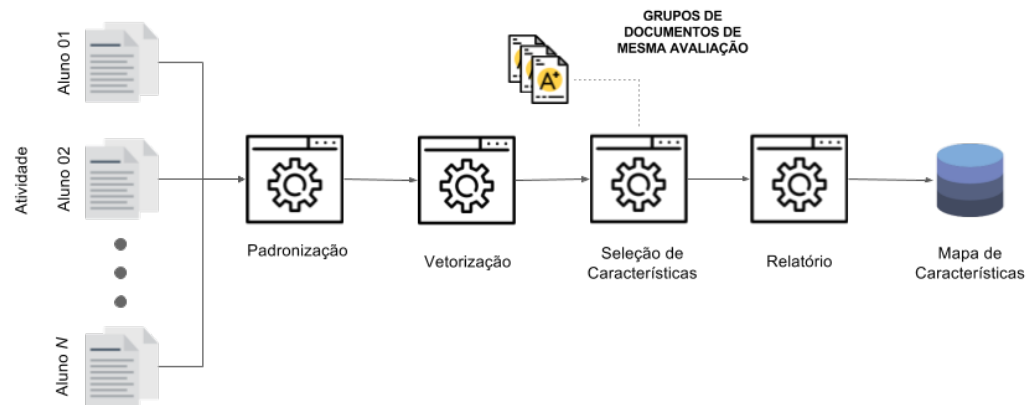 GRUPOS DE
DOCUMENTOS DE
MESMA AVALIAÇÃO
A+
Atividade
Aluno 01
Aluno 02
Aluno N
Padronização
Vetorização
Seleção de
Características
Relatório
Mapa de
Características